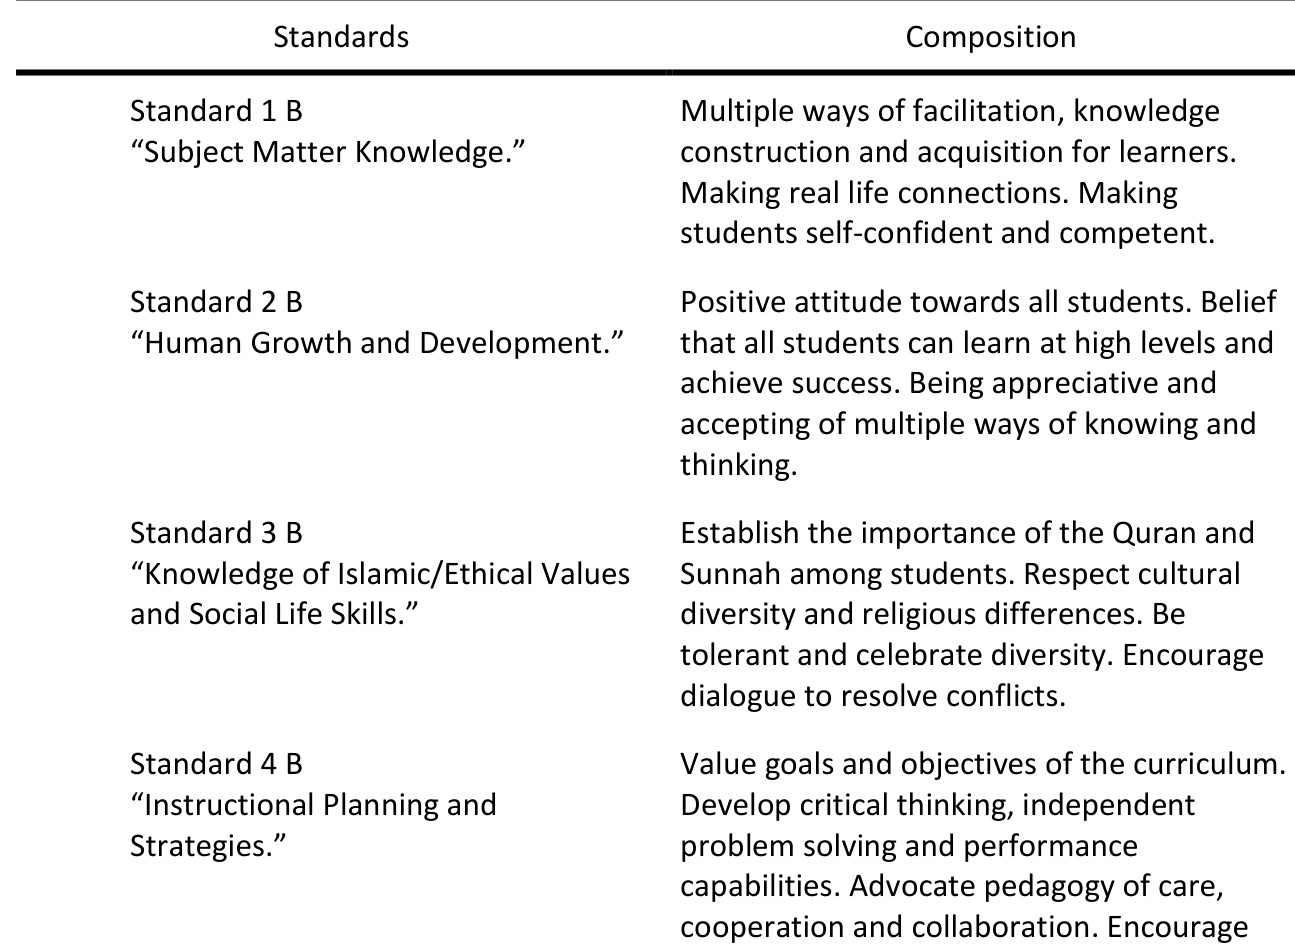 Standards Composition
Standard 1 B
“Subject Matter Knowledge.”
Multiple ways of facilitation, knowledge
construction and acquisition for learners.
Making real life connections. Making
students self-confident and competent.
Standard 2 B
“Human Growth and Development.”
Positive attitude towards all students. Belief
that all students can learn at high levels and
achieve success. Being appreciative and
accepting of multiple ways of knowing and
thinking.
Standard 3 B
“Knowledge of Islamic/Ethical Values
and Social Life Skills.”
Establish the importance of the Quran and
Sunnah among students. Respect cultural
diversity and religious differences. Be
tolerant and celebrate diversity. Encourage
dialogue to resolve conflicts.
Standard 4 B
“Instructional Planning and
Strategies.”
Value goals and objectives of the curriculum.
Develop critical thinking, independent
problem solving and performance
capabilities. Advocate pedagogy of care,
cooperation and collaboration. Encourage